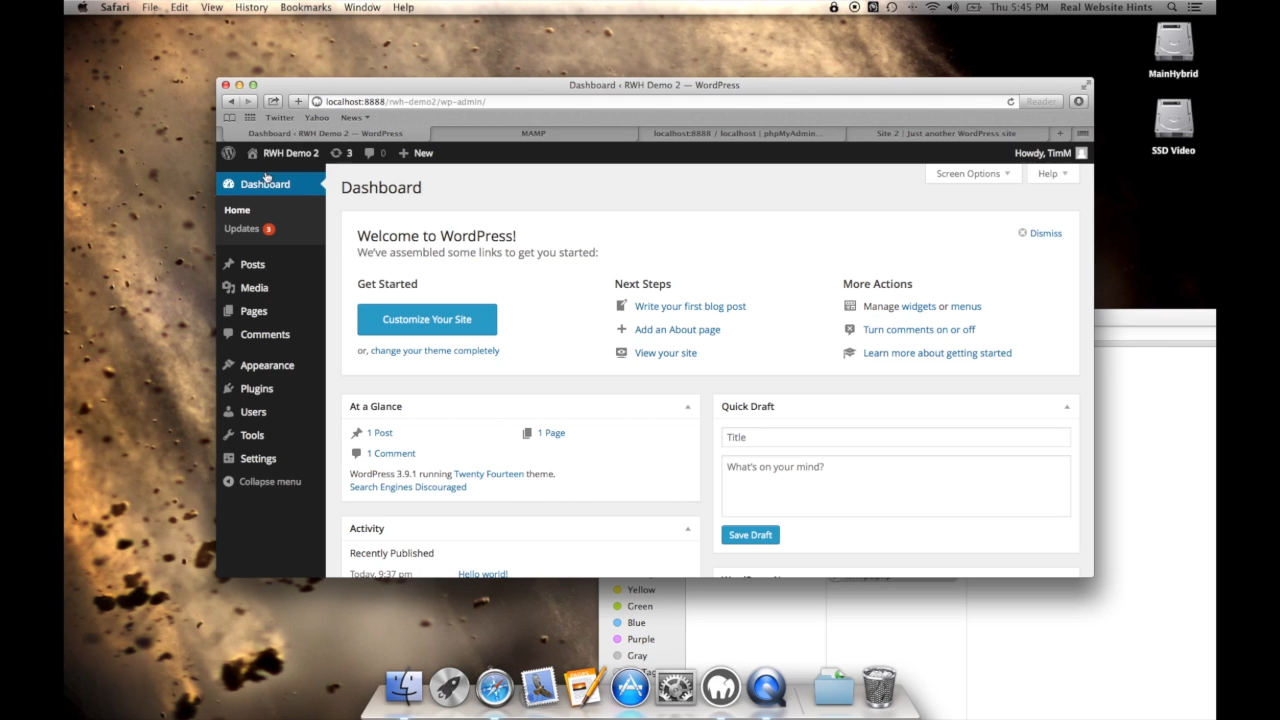 Safari File Edit View History Bookmarks Window Help Thu 5:45 PM Real Website Hints
MainHybrid
SSD Video
Dashboard ‹ RWH Demo 2 — WordPress
localhost:8888/rwh-demo2/wp-admin/ Reader
Twitter Yahoo News
Dashboard ‹ RWH Demo 2 — WordPress MAMP localhost:8888 / localhost | phpMyAdmin... Site 2 | Just another WordPress site
RWH Demo 2 3 0 New Howdy, TimM
Dashboard
Home
Updates 3
Posts
Media
Pages
Comments
Appearance
Plugins
Users
Tools
Settings
Collapse menu
Screen Options Help
Dashboard
Welcome to WordPress!
Dismiss
We've assembled some links to get you started:
Get Started
Customize Your Site
or, change your theme completely
Next Steps
Write your first blog post
Add an About page
View your site
More Actions
Manage widgets or menus
Turn comments on or off
Learn more about getting started
At a Glance
1 Post 1 Page
1 Comment
WordPress 3.9.1 running Twenty Fourteen theme.
Search Engines Discouraged
Activity
Recently Published
Today, 9:37 pm Hello world!
Quick Draft
Title
What's on your mind?
Save Draft
Yellow
Green
Blue
Purple
Gray